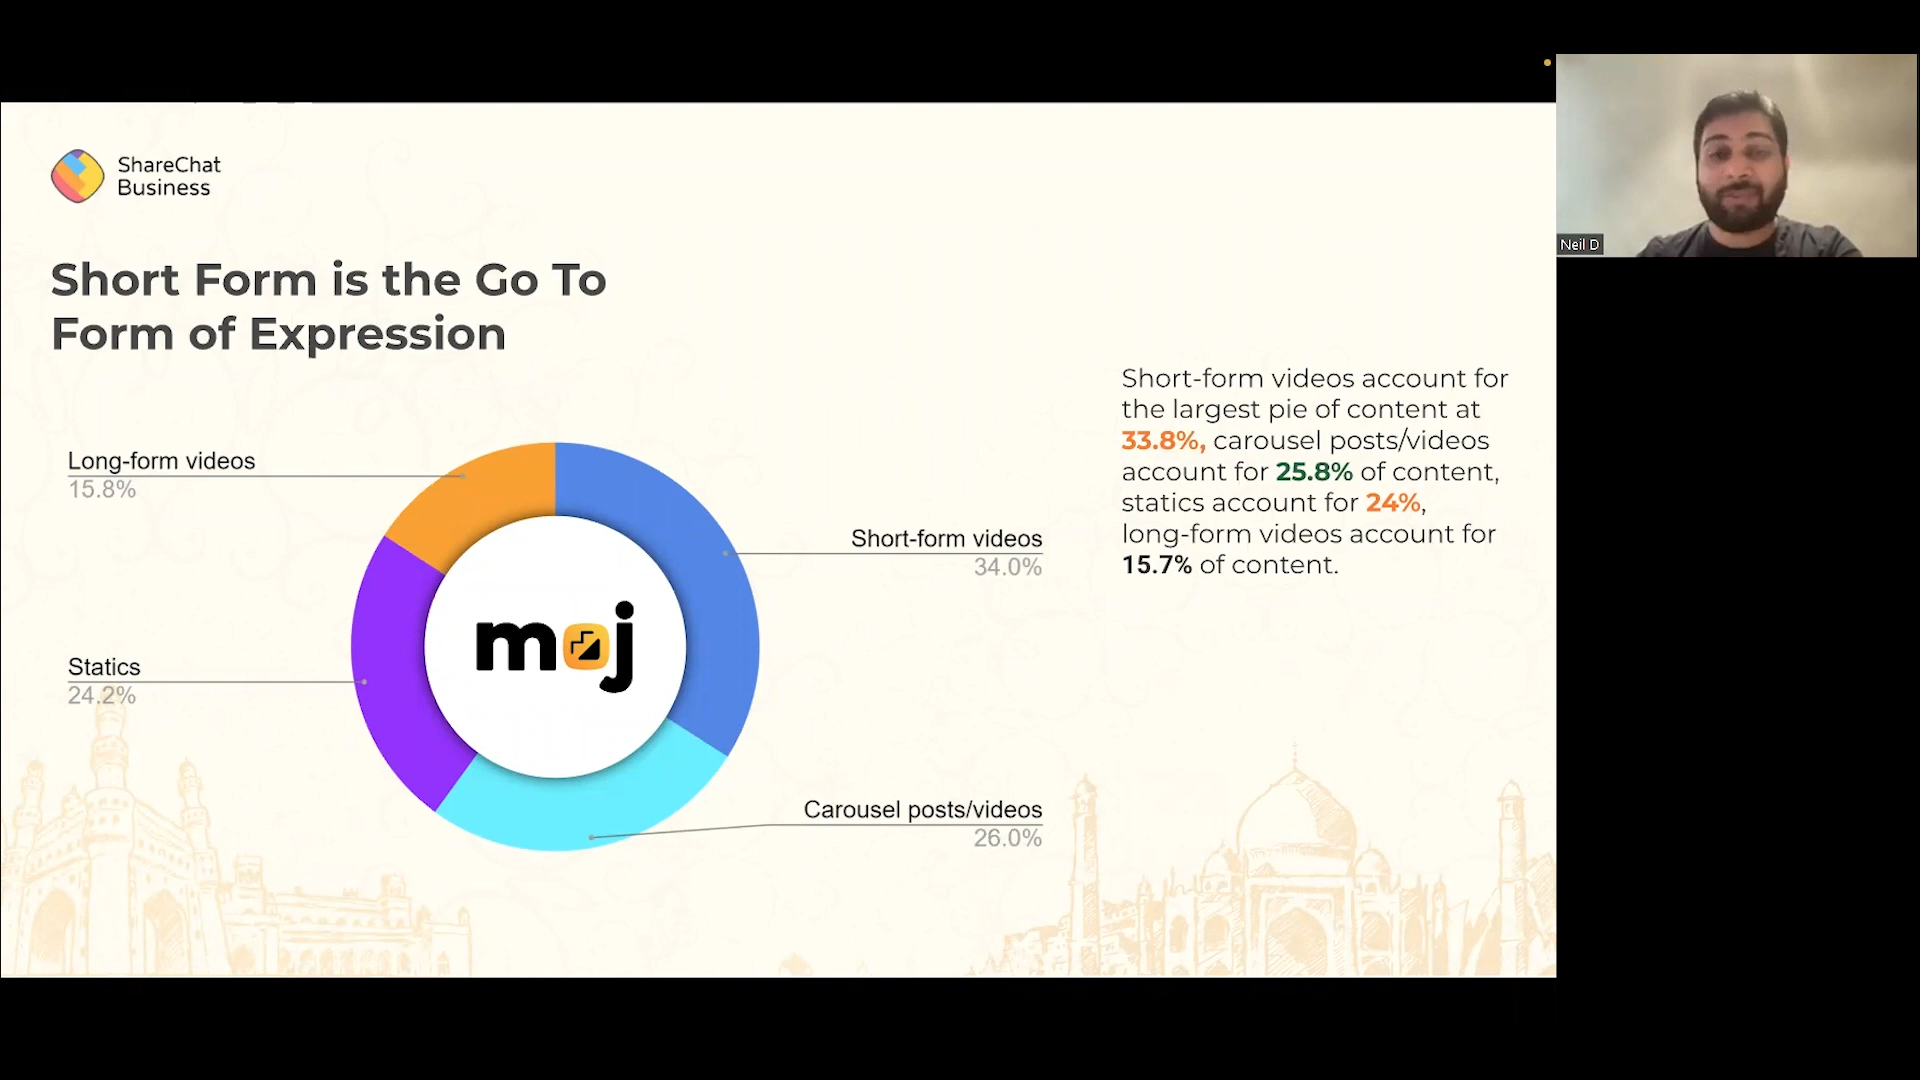 ShareChat
Business
Short Form is the Go To
Form of Expression
Long-form videos
15.8%
Short-form videos
34.0%
Statics
24.2%
Carousel posts/videos
26.0%
moj
Short-form videos account for
the largest pie of content at
33.8%, carousel posts/videos
account for 25.8% of content,
statics account for 24%,
long-form videos account for
15.7% of content.
Neil D